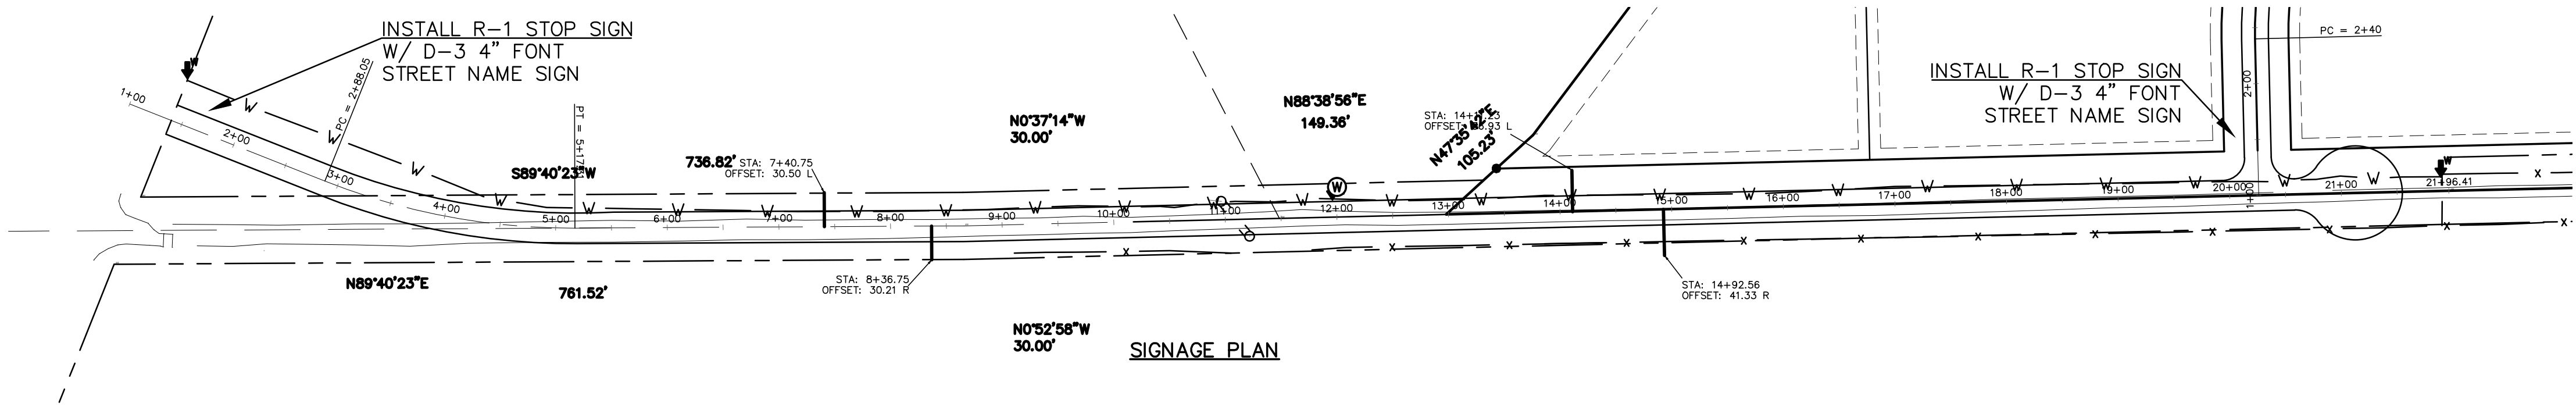 INSTALL R-1 STOP SIGN
W/ D-3 4" FONT
STREET NAME SIGN
PC = 2+88.05
W
1+00
2+00
3+00
4+00
5+00
6+00
7+00
8+00
9+00
10+00
11+00
12+00
13+00
14+00
15+00
16+00
17+00
18+00
19+00
20+00
21+00
21+96.41
S89°40'23"W
736.82'
STA: 7+40.75
OFFSET: 30.50 L
N0°37'14"W
30.00'
N88°38'56"E
149.36'
W
N47°35'42"E
105.23'
INSTALL R-1 STOP SIGN
W/ D-3 4" FONT
STREET NAME SIGN
PC = 2+40
2+00
1+00
W
N89°40'23"E
761.52'
STA: 8+36.75
OFFSET: 30.21 R
STA: 14+92.56
OFFSET: 41.33 R
N0°52'58"W
30.00'
SIGNAGE PLAN